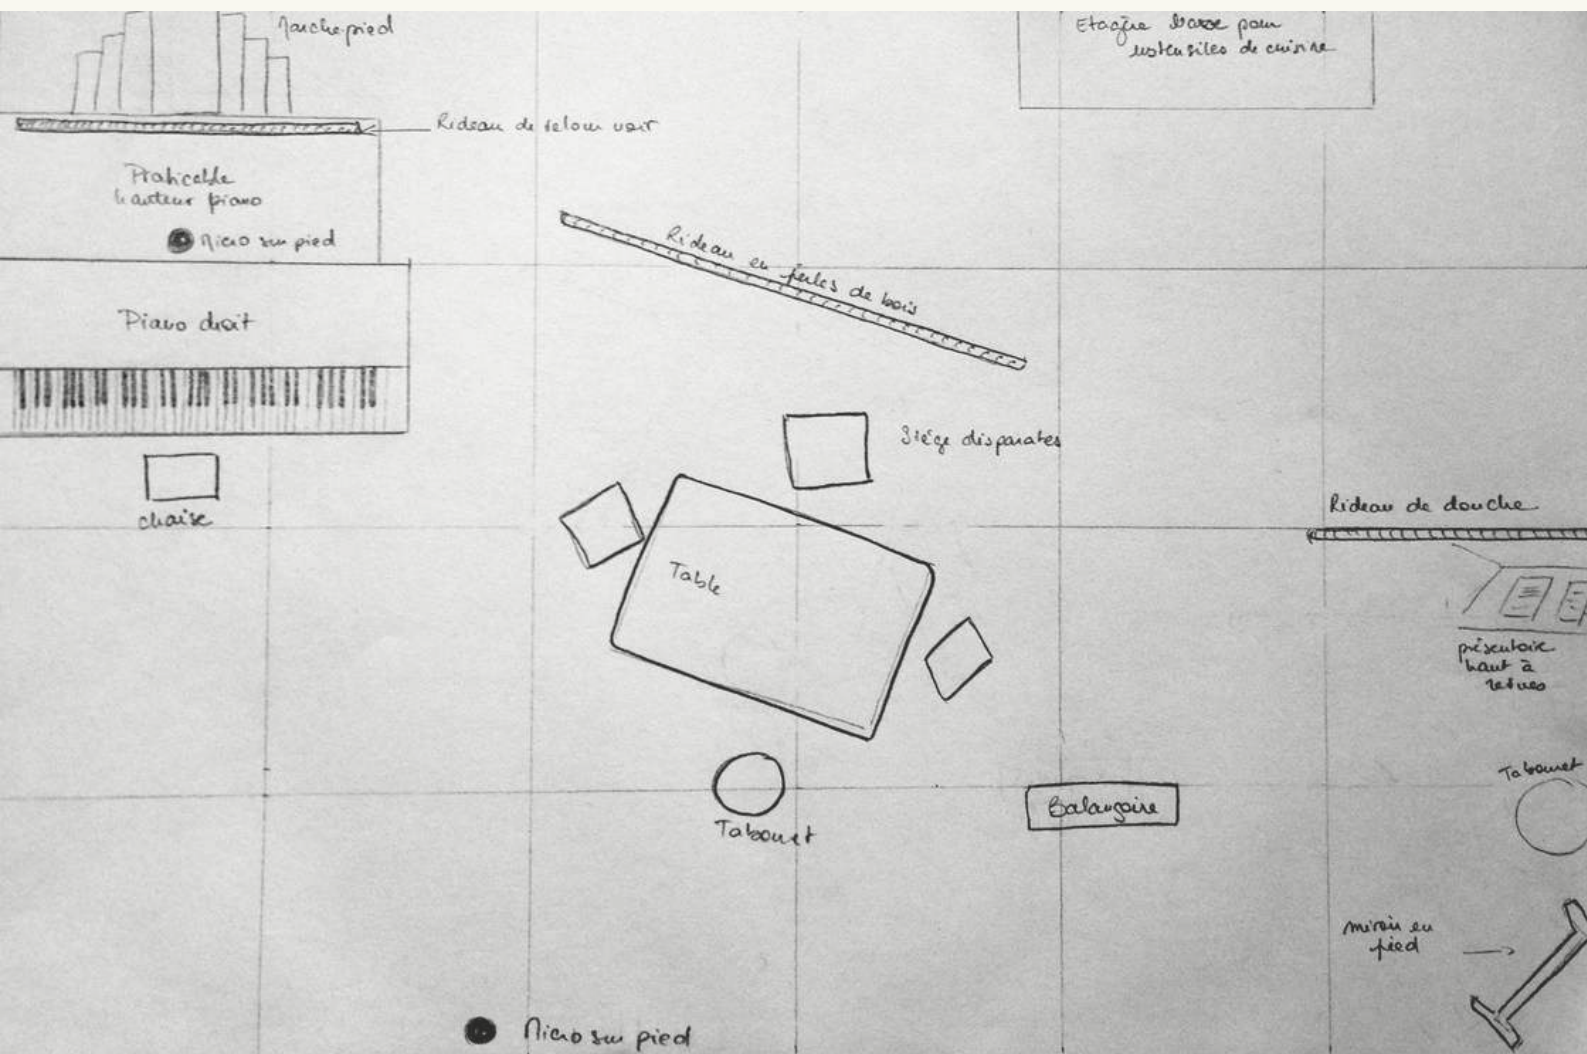 Marchepied
Etagère basse pour
ustensiles de cuisine
Rideau de velour noir
Praticable
hauteur piano
Micro sur pied
Rideau en perles de bois
Piano droit
Siège disparates
chaise
Rideau de douche
Table
présentoire
haut à
revues
Tabouret
Balançoire
Tabouret
miroir en
pied
Micro sur pied